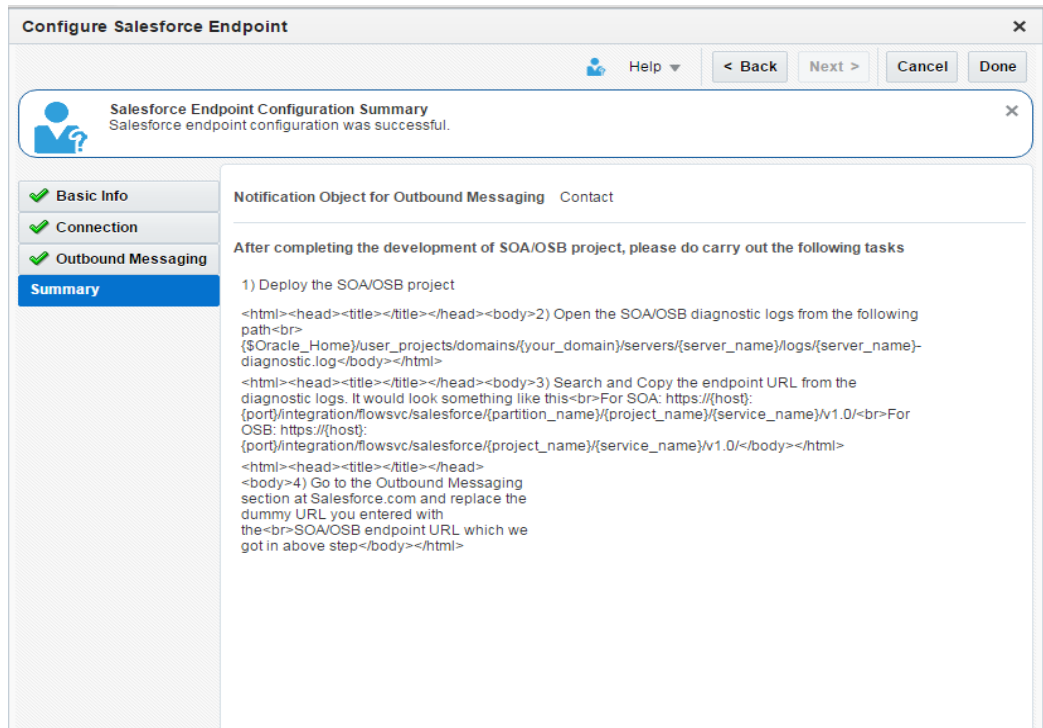 Configure Salesforce Endpoint
Help
< Back
Next >
Cancel
Done
Salesforce Endpoint Configuration Summary
Salesforce endpoint configuration was successful.
Basic Info
Connection
Outbound Messaging
Summary
Notification Object for Outbound Messaging Contact
After completing the development of SOA/OSB project, please do carry out the following tasks
1) Deploy the SOA/OSB project
<html><head><title></title></head><body>2) Open the SOA/OSB diagnostic logs from the following
path<br>
{$Oracle_Home}/user_projects/domains/{your_domain}/servers/{server_name}/logs/{server_name}-
diagnostic.log</body></html>
<html><head><title></title></head><body>3) Search and Copy the endpoint URL from the
diagnostic logs. It would look something like this<br>For SOA: https://{host}:
{port}/integration/flowsvc/salesforce/{partition_name}/{project_name}/{service_name}/v1.0/<br>For
OSB: https://{host}:
{port}/integration/flowsvc/salesforce/{project_name}/{service_name}/v1.0/</body></html>
<html><head><title></title></head>
<body>4) Go to the Outbound Messaging
section at Salesforce.com and replace the
dummy URL you entered with
the<br>SOA/OSB endpoint URL which we
got in above step</body></html>